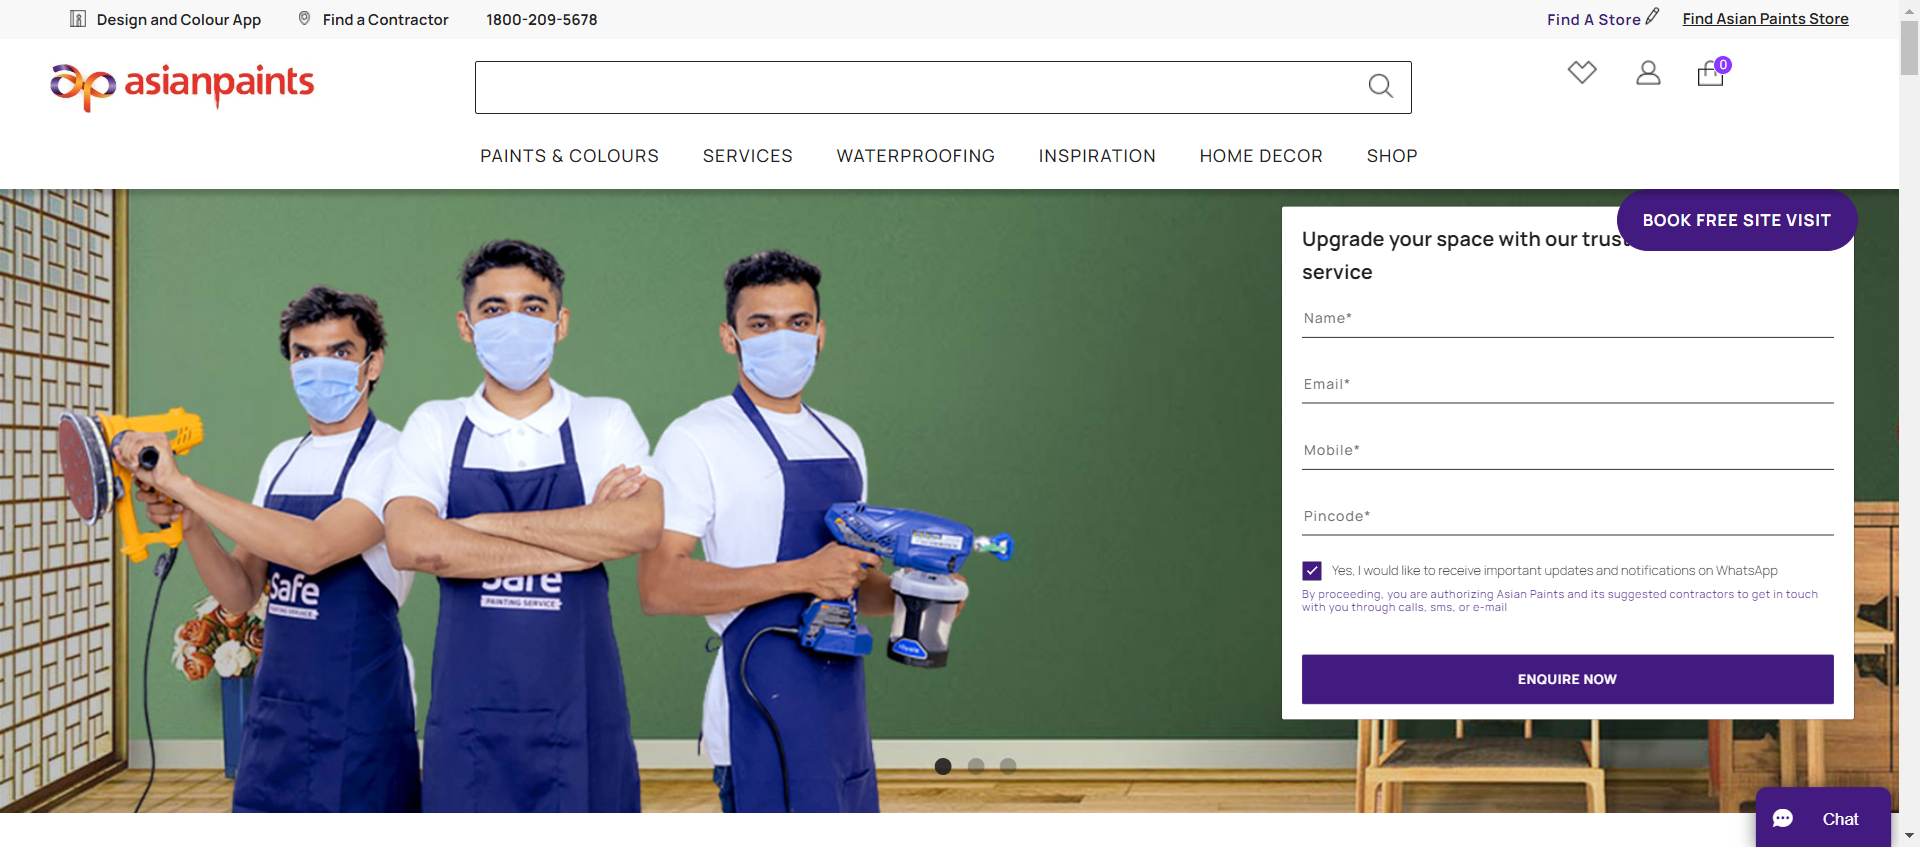 Design and Colour App
Find a Contractor
1800-209-5678
Find A Store
Find Asian Paints Store
asianpaints
0
PAINTS & COLOURS
SERVICES
WATERPROOFING
INSPIRATION
HOME DECOR
SHOP
BOOK FREE SITE VISIT
Upgrade your space with our trus
service
Name*
Email*
Mobile*
Pincode*
Yes, I would like to receive important updates and notifications on WhatsApp
By proceeding, you are authorizing Asian Paints and its suggested contractors to get in touch
with you through calls, sms, or e-mail
ENQUIRE NOW
Safe
PAINTING SERVICE
Safe
PAINTING SERVICE
Chat